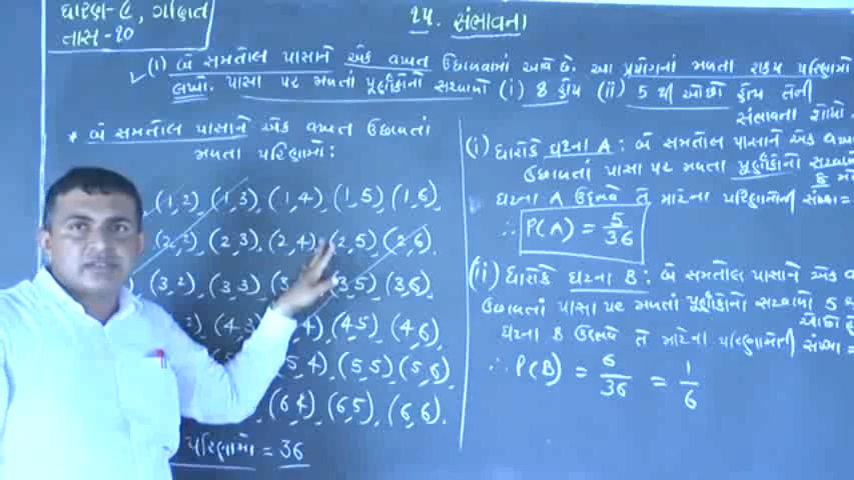 ધોરણ-૯, ગણિત
તાસ-૨૦
૧૫. સંભાવના
(1) બે સમતોલ પાસાને એક વખત ઉછાળવામાં આવે છે. આ પ્રયોગનાં મળતા શક્ય પરિણામો
લખો. પાસા પર મળતાં પૂર્ણાંકોનો સરવાળો (i) 8 હોય (ii) 5 થી ઓછો હોય તેની
સંભાવના શોધો.
* બે સમતોલ પાસાને એક વખત ઉછાળતાં
મળતા પરિણામો:
(1,2), (1,3), (1,4), (1,5), (1,6),
(2,2), (2,3), (2,4), (2,5), (2,6),
(3,2), (3,3), (3,5), (3,6),
(4,3), (4,5), (4,6),
(5,5), (5,6),
(6,4), (6,5), (6,6).
પરિણામો = 36
(i) ધારોકે ઘટના A: બે સમતોલ પાસાને એક
ઉછાળતાં પાસા પર મળતા પૂર્ણાંકોનો સરવાળો
8
ઘટના A ઉદ્ભવે તે માટેના પરિણામોની સંખ્યા =
∴ P(A) = 5/36
(ii) ધારોકે ઘટના B: બે સમતોલ પાસાને એક
ઉછાળતાં પાસા પર મળતાં પૂર્ણાંકોનો સરવાળો 5
ઓછો
ઘટના B ઉદ્ભવે તે માટેના પરિણામોની સંખ્યા =
∴ P(B) = 6/36 = 1/6